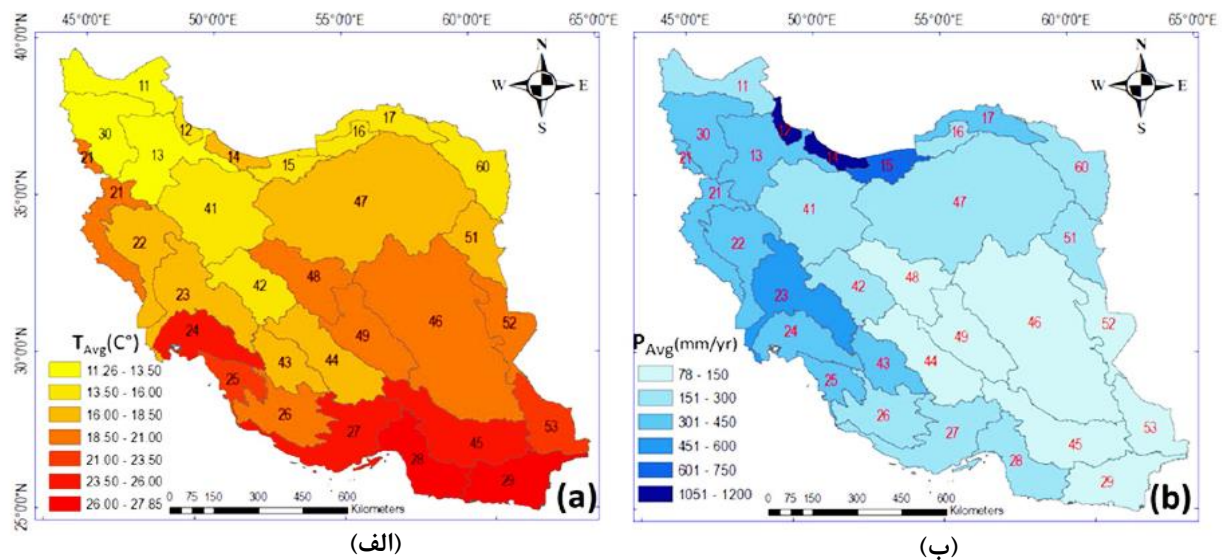 45°0'0"E 50°0'0"E 55°0'0"E 60°0'0"E 65°0'0"E
40°0'0"N
35°0'0"N
30°0'0"N
25°0'0"N
N
W E
S
11
30
13
12
14
15
16
17
60
21
21
41
47
51
22
42
48
23
46
52
24
49
43
44
25
26
27
45
53
28
29
T Avg (C°)
11.26 - 13.50
13.50 - 16.00
16.00 - 18.50
18.50 - 21.00
21.00 - 23.50
23.50 - 26.00
26.00 - 27.85
0 75 150 300 450 600
Kilometers
(a)
(الف)
45°0'0"E 50°0'0"E 55°0'0"E 60°0'0"E 65°0'0"E
N
W E
S
11
30
13
12
14
15
16
17
60
21
21
41
47
51
22
42
48
23
46
52
24
49
43
44
25
26
27
45
53
28
29
P Avg (mm/yr)
78 - 150
151 - 300
301 - 450
451 - 600
601 - 750
1051 - 1200
0 75 150 300 450 600
Kilometers
(b)
(ب)